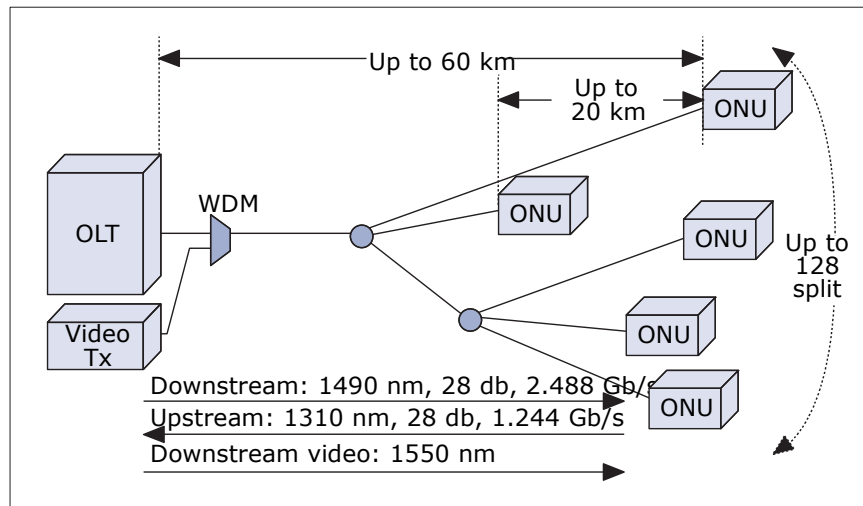 Up to 60 km
Up to
20 km
ONU
WDM
OLT
ONU
ONU
Up to
128
split
Video
Tx
ONU
Downstream: 1490 nm, 28 db, 2.488 Gb/s
ONU
Upstream: 1310 nm, 28 db, 1.244 Gb/s
Downstream video: 1550 nm